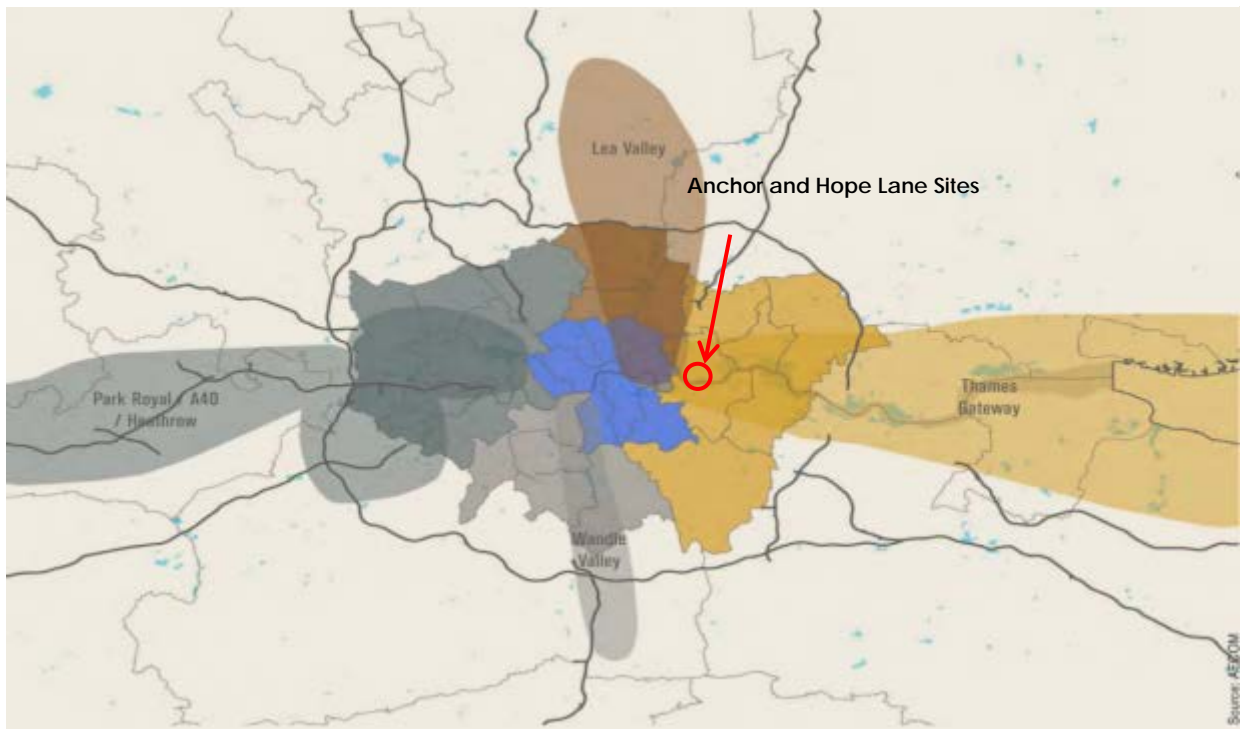 Lea Valley
Anchor and Hope Lane Sites
Park Royal / A40
/ Heathrow
Thames
Gateway
Wandle
Valley
Source: AECOM